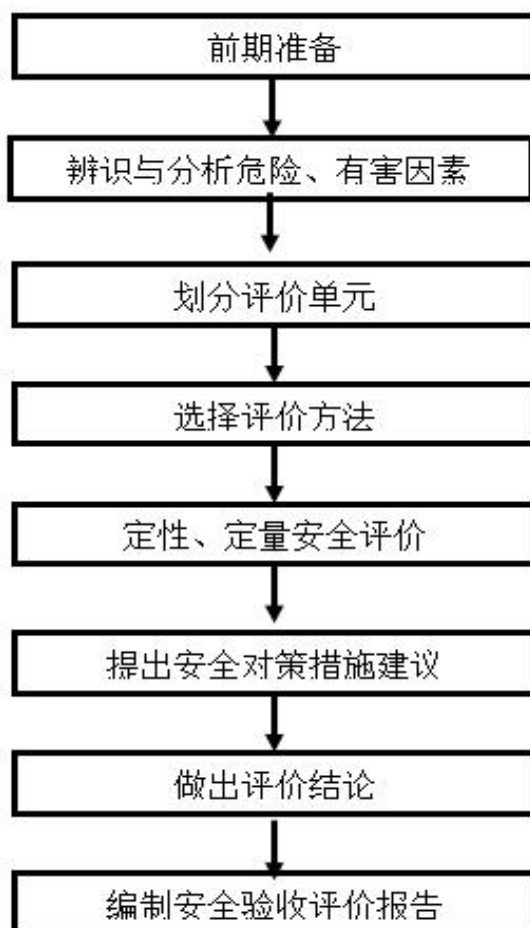 前期准备
辨识与分析危险、有害因素
划分评价单元
选择评价方法
定性、定量安全评价
提出安全对策措施建议
做出评价结论
编制安全验收评价报告